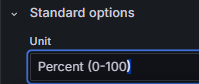 Standard options
Unit
Percent (0-100)